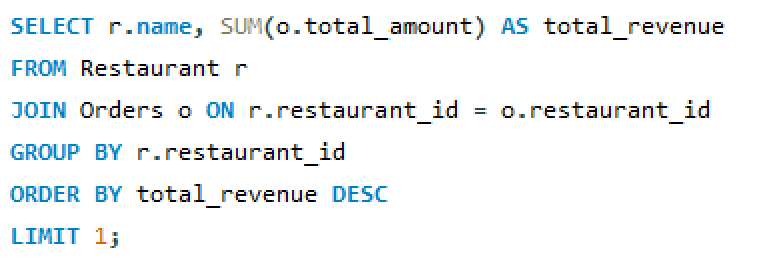 SELECT r.name, SUM(o.total_amount) AS total_revenue
FROM Restaurant r
JOIN Orders o ON r.restaurant_id = o.restaurant_id
GROUP BY r.restaurant_id
ORDER BY total_revenue DESC
LIMIT 1;